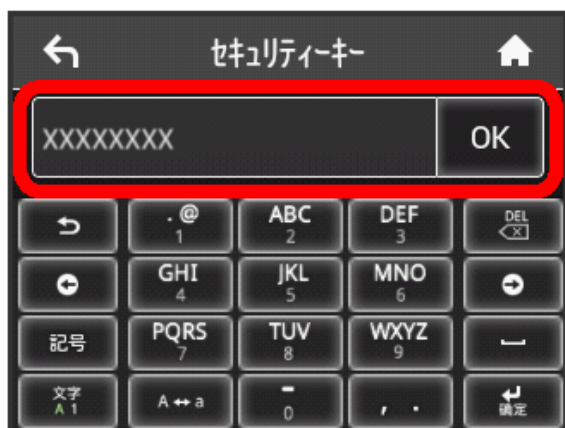 セキュリティーキー
XXXXXXXX OK
. @ ABC DEF DEL
1 2 3
GHI JKL MNO
4 5 6
記号 PQRS TUV WXYZ
7 8 9
文字 A ↔ a - , .
A 1 0 確定